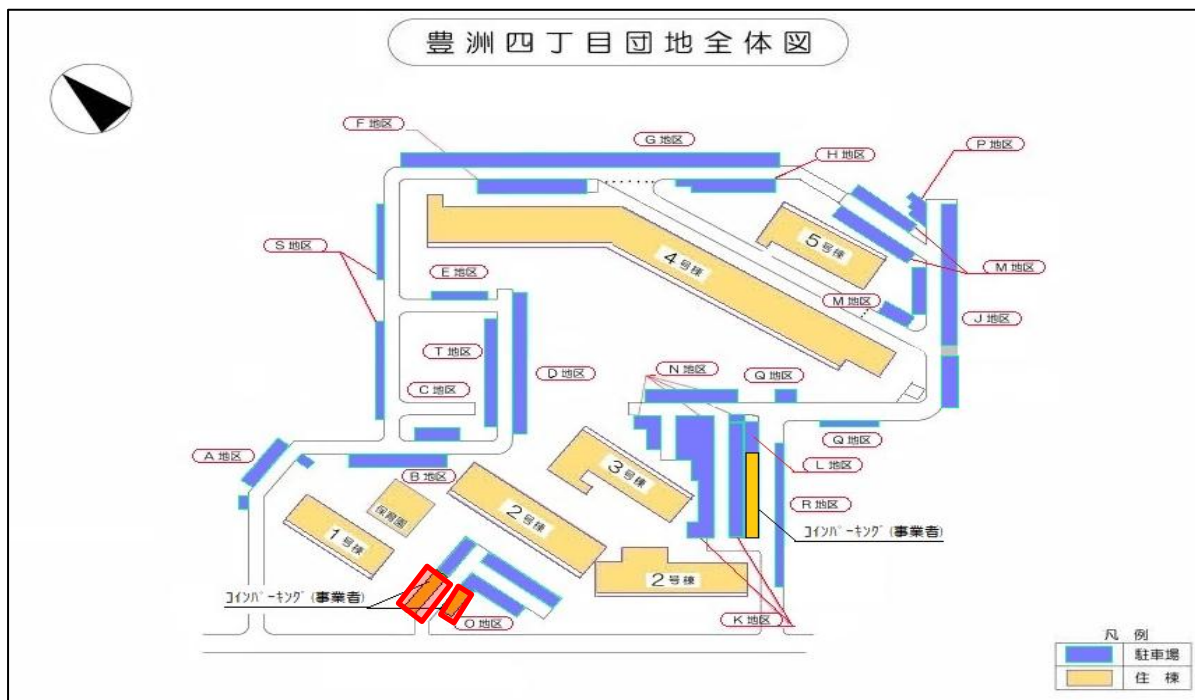 豊洲四丁目団地全体図
F 地区
G 地区
H 地区
P 地区
S 地区
5号棟
4号棟
E 地区
M 地区
M 地区
J 地区
T 地区
D 地区
N 地区
Q 地区
C 地区
Q 地区
A 地区
B 地区
3号棟
L 地区
保育園
2号棟
R 地区
1号棟
コインパーキング(事業者)
2号棟
コインパーキング(事業者)
O 地区
K 地区
凡 例
駐車場
住 棟